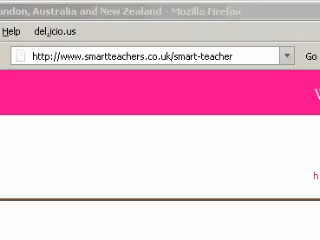 ondon, Australia and New Zealand - Mozilla Firefox
Help del.icio.us
http://www.smartteachers.co.uk/smart-teacher Go
h